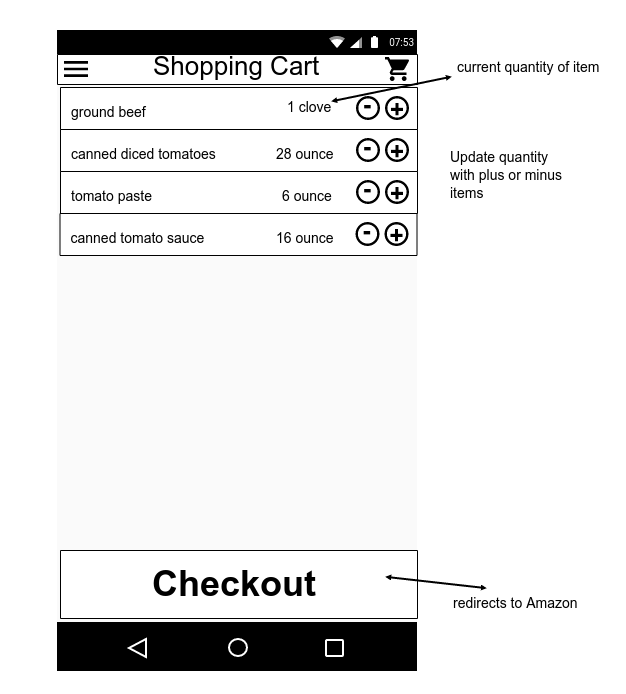 07:53
Shopping Cart
current quantity of item
ground beef 1 clove - +
canned diced tomatoes 28 ounce - +
Update quantity
with plus or minus
items
tomato paste 6 ounce - +
canned tomato sauce 16 ounce - +
Checkout
redirects to Amazon